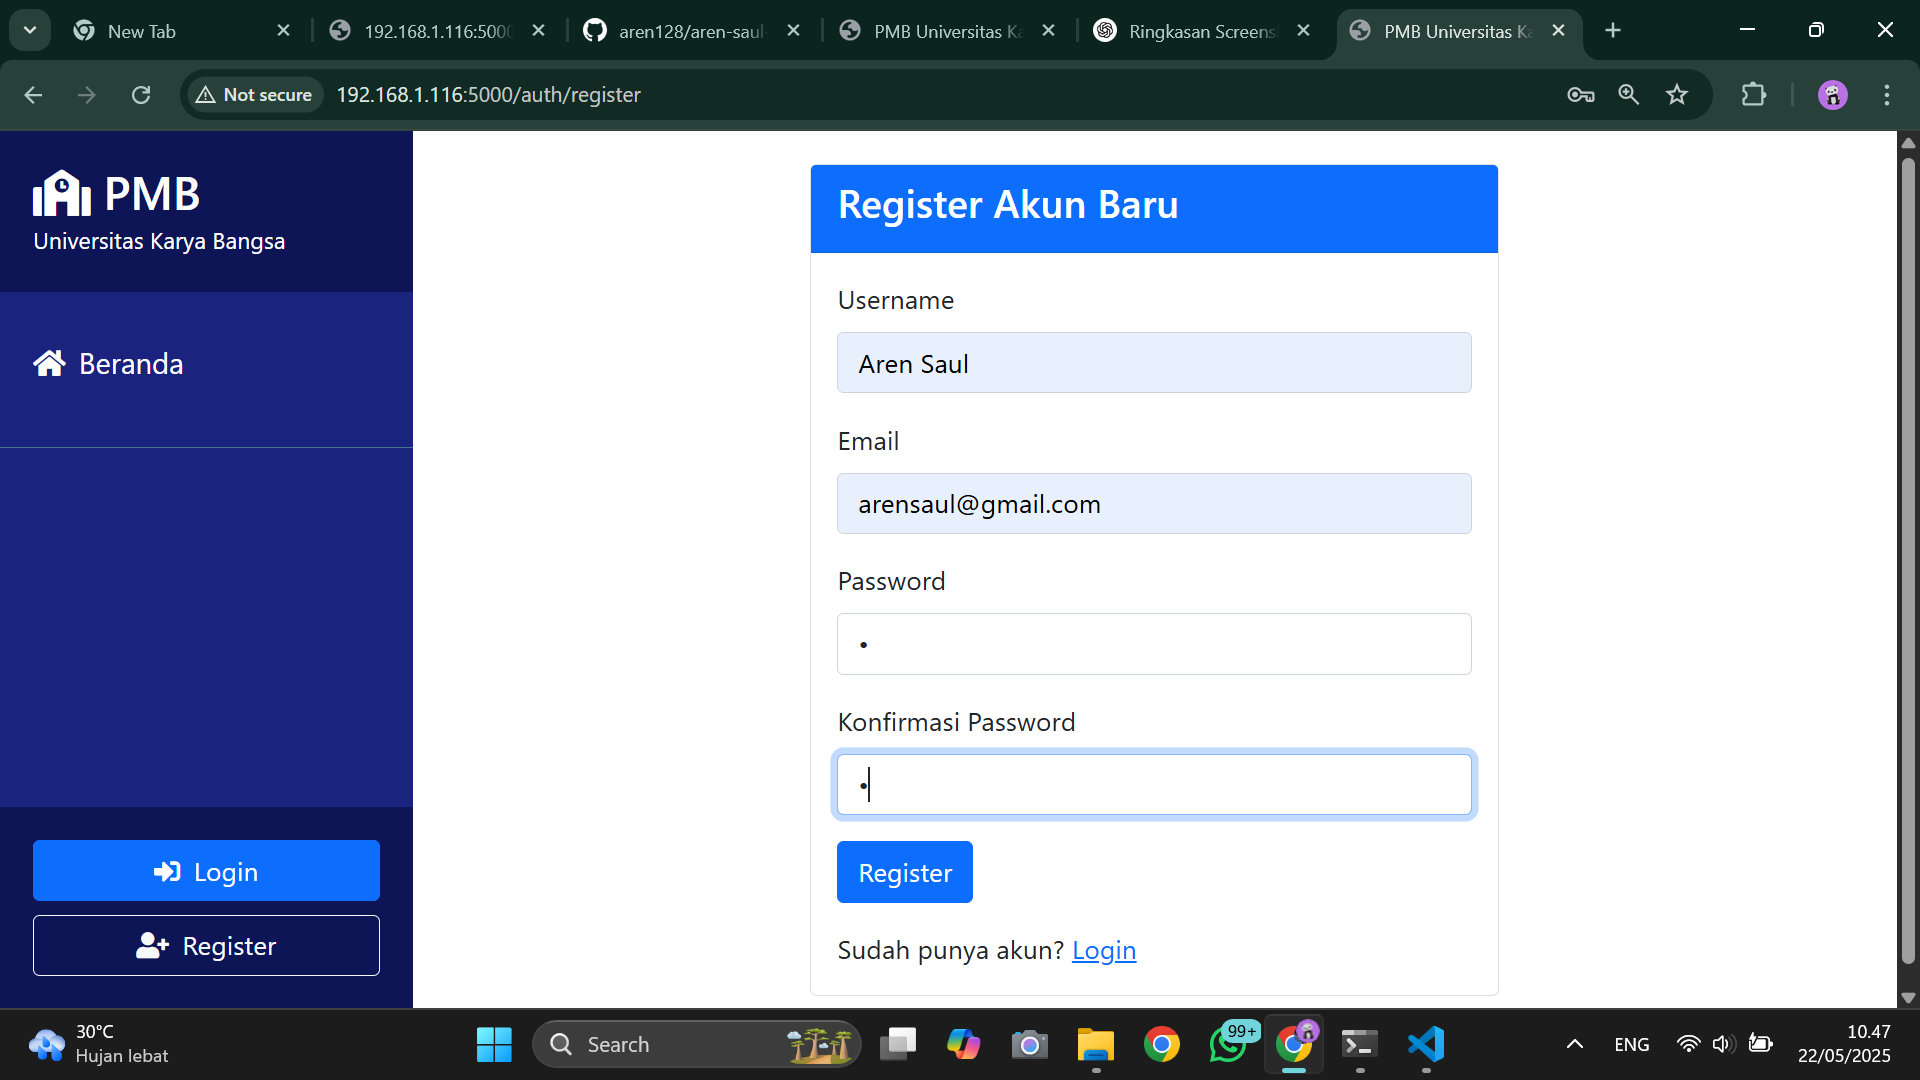 New Tab
192.168.1.116:5000
aren128/aren-saul
PMB Universitas Ka
Ringkasan Screens
PMB Universitas Ka
Not secure
192.168.1.116:5000/auth/register
PMB
Universitas Karya Bangsa
Beranda
Login
Register
Register Akun Baru
Username
Aren Saul
Email
arensaul@gmail.com
Password
•
Konfirmasi Password
•
Register
Sudah punya akun? Login
30°C
Hujan lebat
Search
99+
ENG
10.47
22/05/2025